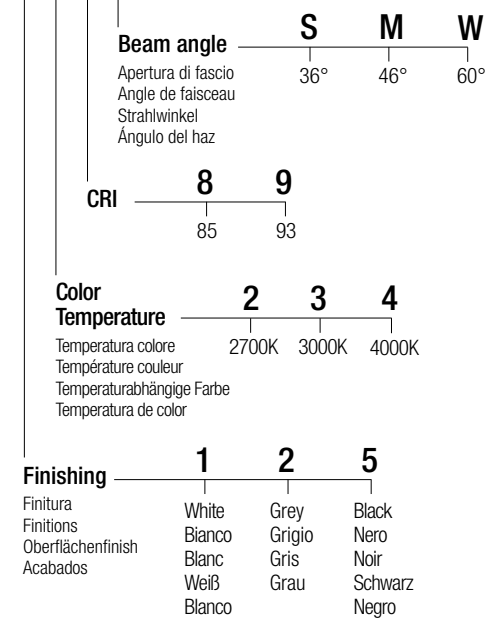 Beam angle S M W
Apertura di fascio 36° 46° 60°
Angle de faisceau
Strahlwinkel
Ángulo del haz
CRI 8 9
85 93
Color
Temperature 2 3 4
Temperatura colore 2700K 3000K 4000K
Température couleur
Temperaturabhängige Farbe
Temperatura de color
Finishing 1 2 5
Finitura White Grey Black
Finitions Bianco Grigio Nero
Oberflächenfinish Blanc Gris Noir
Acabados Weiß Grau Schwarz
Blanco Negro